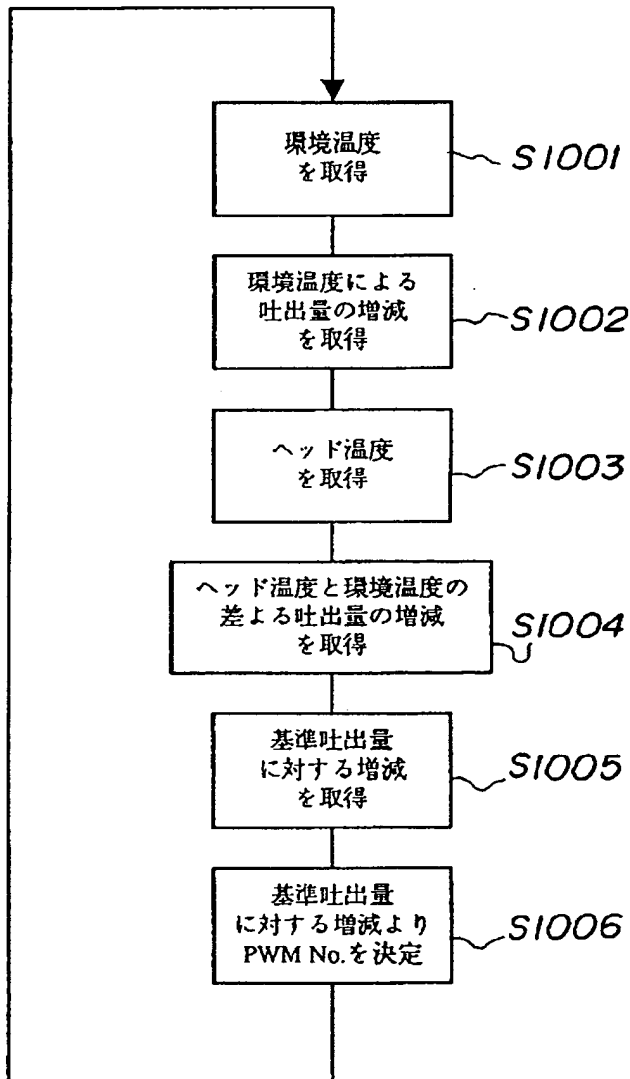 環境温度
を取得
S1001
環境温度による
吐出量の増減
を取得
S1002
ヘッド温度
を取得
S1003
ヘッド温度と環境温度の
差よる吐出量の増減
を取得
S1004
基準吐出量
に対する増減
を取得
S1005
基準吐出量
に対する増減より
PWM No.を決定
S1006